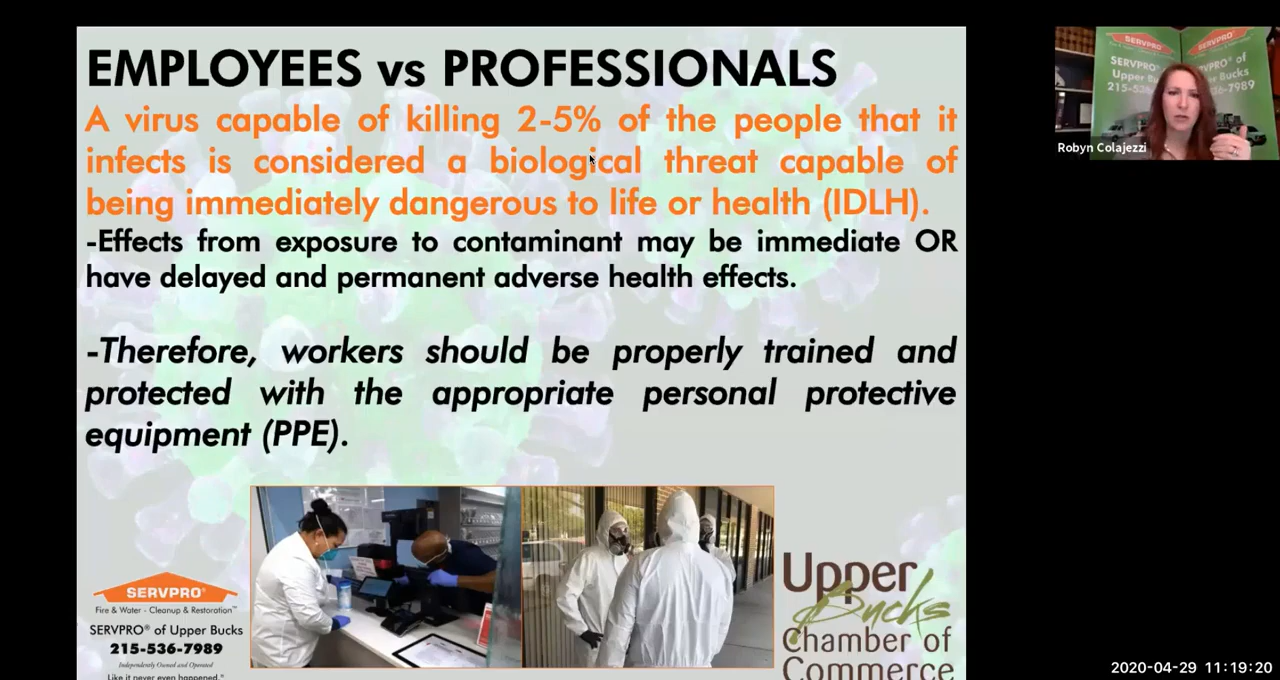 EMPLOYEES vs PROFESSIONALS
A virus capable of killing 2-5% of the people that it
infects is considered a biological threat capable of
being immediately dangerous to life or health (IDLH).
-Effects from exposure to contaminant may be immediate OR
have delayed and permanent adverse health effects.
-Therefore, workers should be properly trained and
protected with the appropriate personal protective
equipment (PPE).
SERVPRO®
Fire & Water - Cleanup & Restoration™
SERVPRO® of Upper Bucks
215-536-7989
Independently Owned and Operated
Like it never even happened.®
Upper
Bucks
Chamber of
Commerce
SERVPRO
SERVPRO
SERVPRO
Robyn Colajezzi
2020-04-29 11:19:20